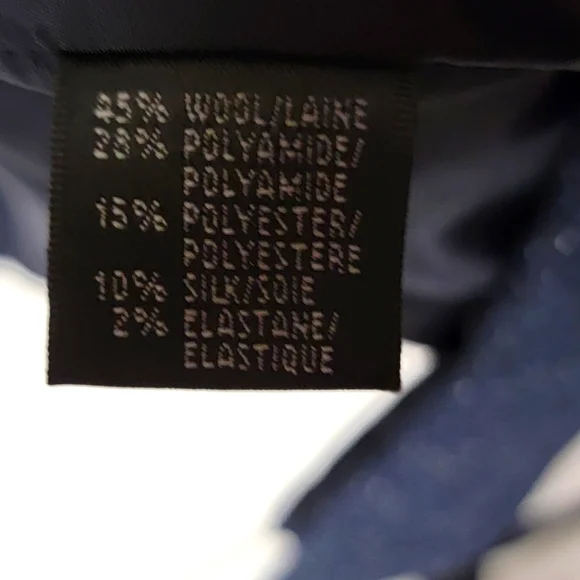 45% WOOL/LAINE
28% POLYAMIDE/
POLYAMIDE
15% POLYESTER/
POLYESTERE
10% SILK/SOIE
2% ELASTANE/
ELASTIQUE